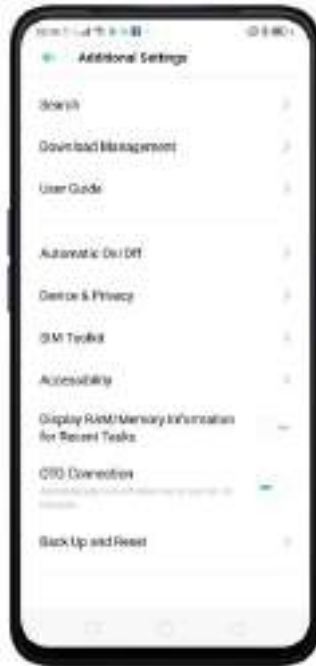 Additional Settings
Search
Download Management
User Guide
Automatic On/Off
Device & Privacy
SIM Toolkit
Accessibility
Display RAM/Memory Information
for Recent Tasks
OTG Connection
Back Up and Reset